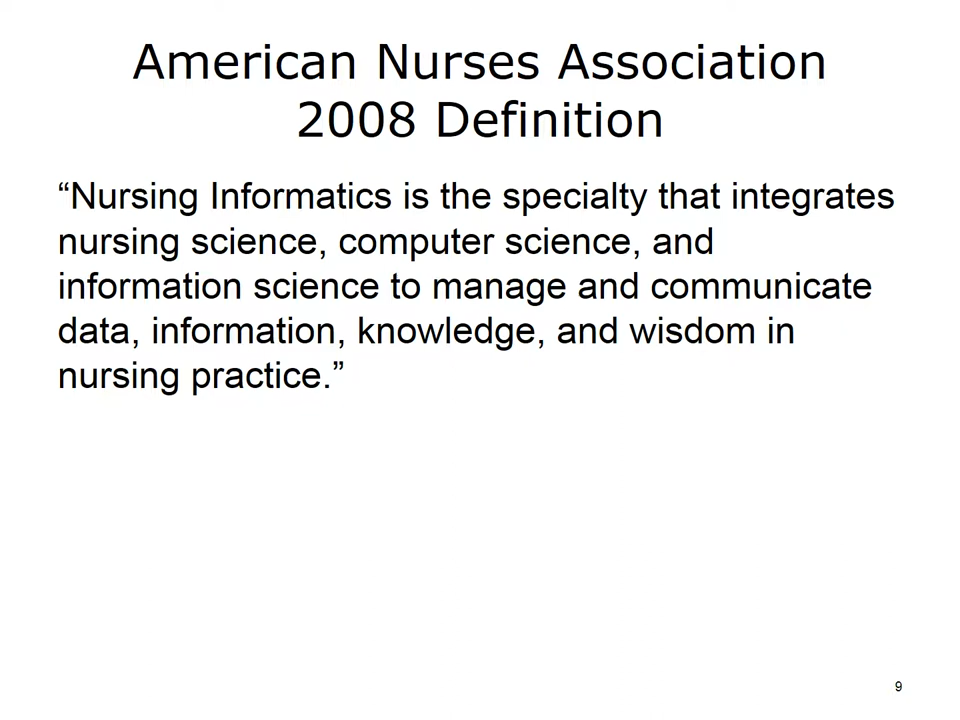 American Nurses Association
2008 Definition
“Nursing Informatics is the specialty that integrates
nursing science, computer science, and
information science to manage and communicate
data, information, knowledge, and wisdom in
nursing practice.”
9